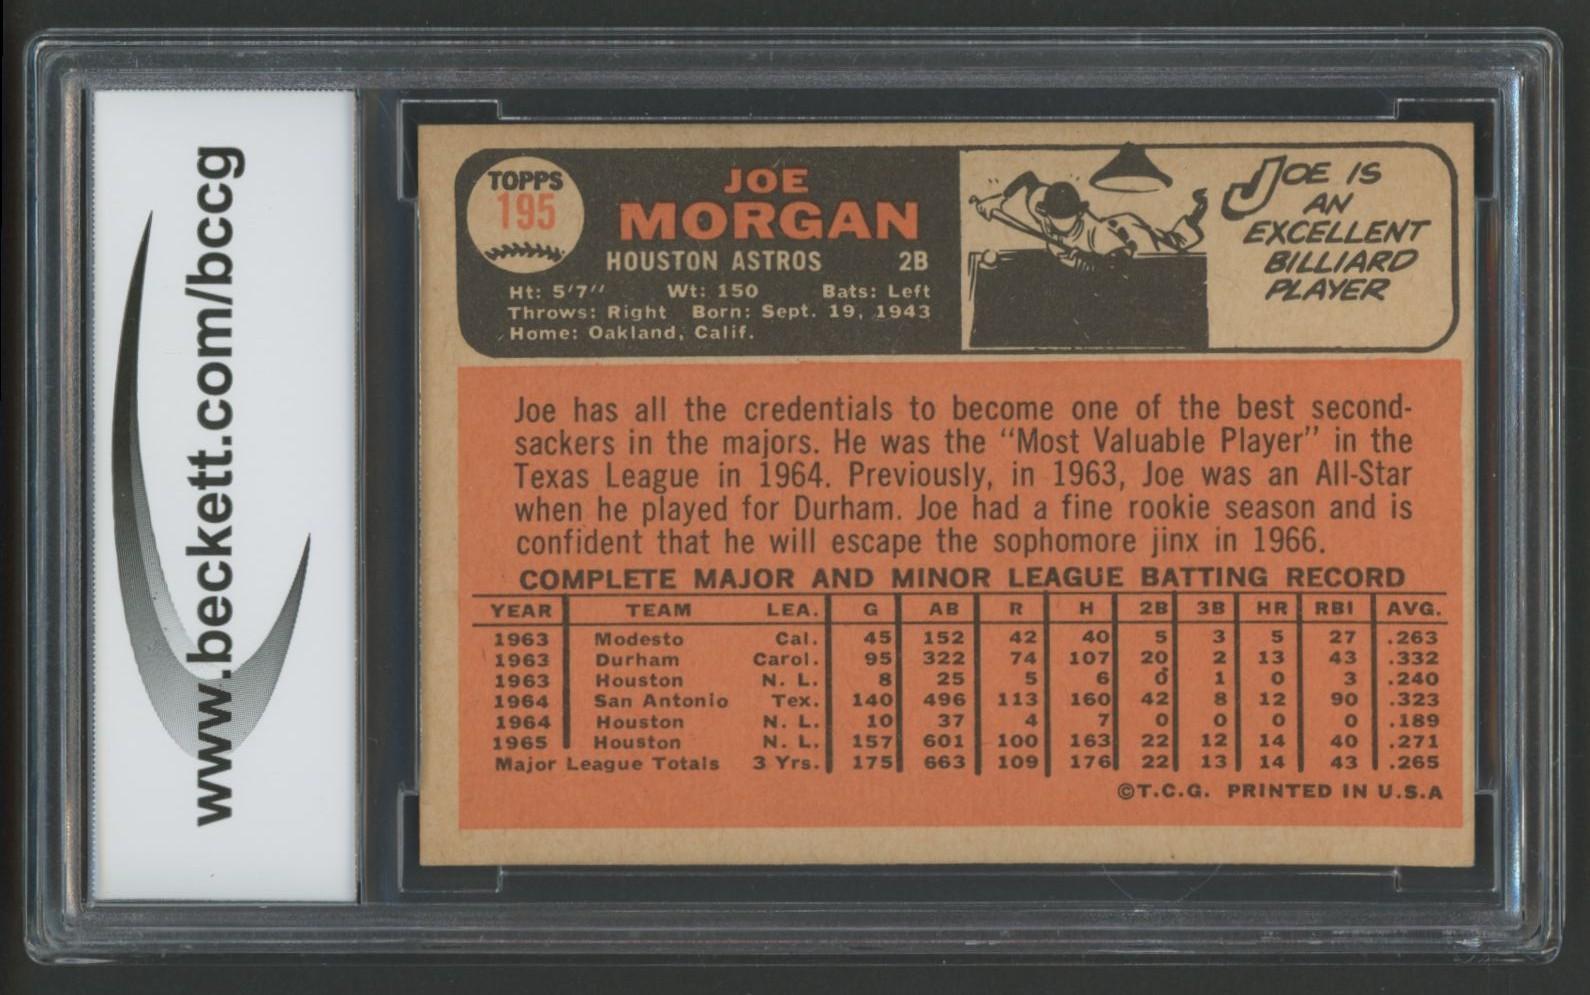 www.beckett.com/bccg
TOPPS
195
JOE
MORGAN
HOUSTON ASTROS 2B
Ht: 5'7" Wt: 150 Bats: Left
Throws: Right Born: Sept. 19, 1943
Home: Oakland, Calif.
JOE IS
AN
EXCELLENT
BILLIARD
PLAYER
Joe has all the credentials to become one of the best second-
sackers in the majors. He was the "Most Valuable Player" in the
Texas League in 1964. Previously, in 1963, Joe was an All-Star
when he played for Durham. Joe had a fine rookie season and is
confident that he will escape the sophomore jinx in 1966.
COMPLETE MAJOR AND MINOR LEAGUE BATTING RECORD
YEAR TEAM LEA. G AB R H 2B 3B HR RBI AVG.
1963 Modesto Cal. 45 152 42 40 5 3 5 27 .263
1963 Durham Carol. 95 322 74 107 20 2 13 43 .332
1963 Houston N. L. 8 25 5 6 0 1 0 3 .240
1964 San Antonio Tex. 140 496 113 160 42 8 12 90 .323
1964 Houston N. L. 10 37 4 7 0 0 0 0 .189
1965 Houston N. L. 157 601 100 163 22 12 14 40 .271
Major League Totals 3 Yrs. 175 663 109 176 22 13 14 43 .265
©T.C.G. PRINTED IN U.S.A